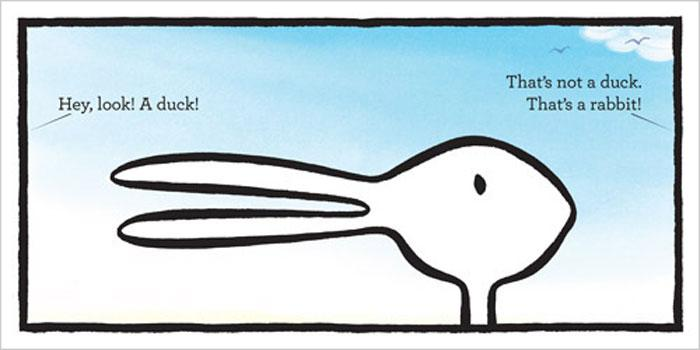 Hey, look! A duck!
That's not a duck.
That's a rabbit!